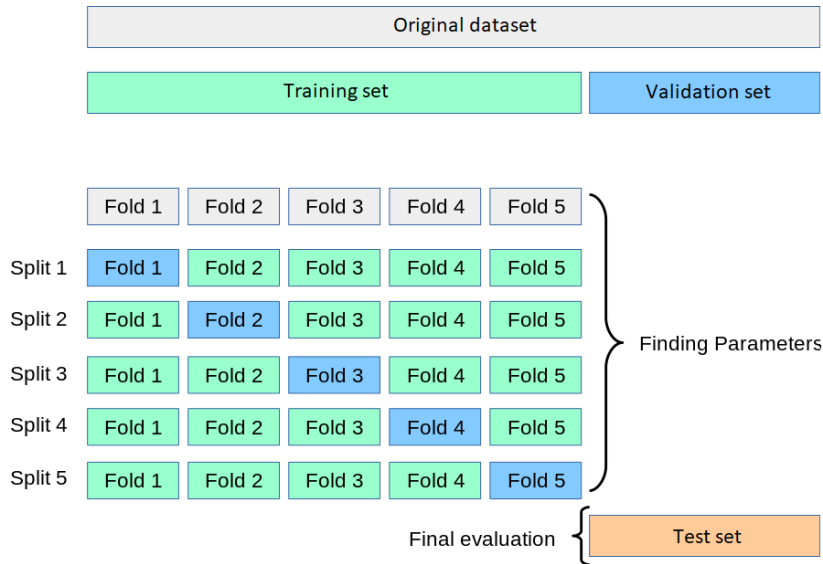 Original dataset
Training set Validation set
Fold 1 Fold 2 Fold 3 Fold 4 Fold 5
Split 1 Fold 1 Fold 2 Fold 3 Fold 4 Fold 5
Split 2 Fold 1 Fold 2 Fold 3 Fold 4 Fold 5
Finding Parameters
Split 3 Fold 1 Fold 2 Fold 3 Fold 4 Fold 5
Split 4 Fold 1 Fold 2 Fold 3 Fold 4 Fold 5
Split 5 Fold 1 Fold 2 Fold 3 Fold 4 Fold 5
Final evaluation Test set